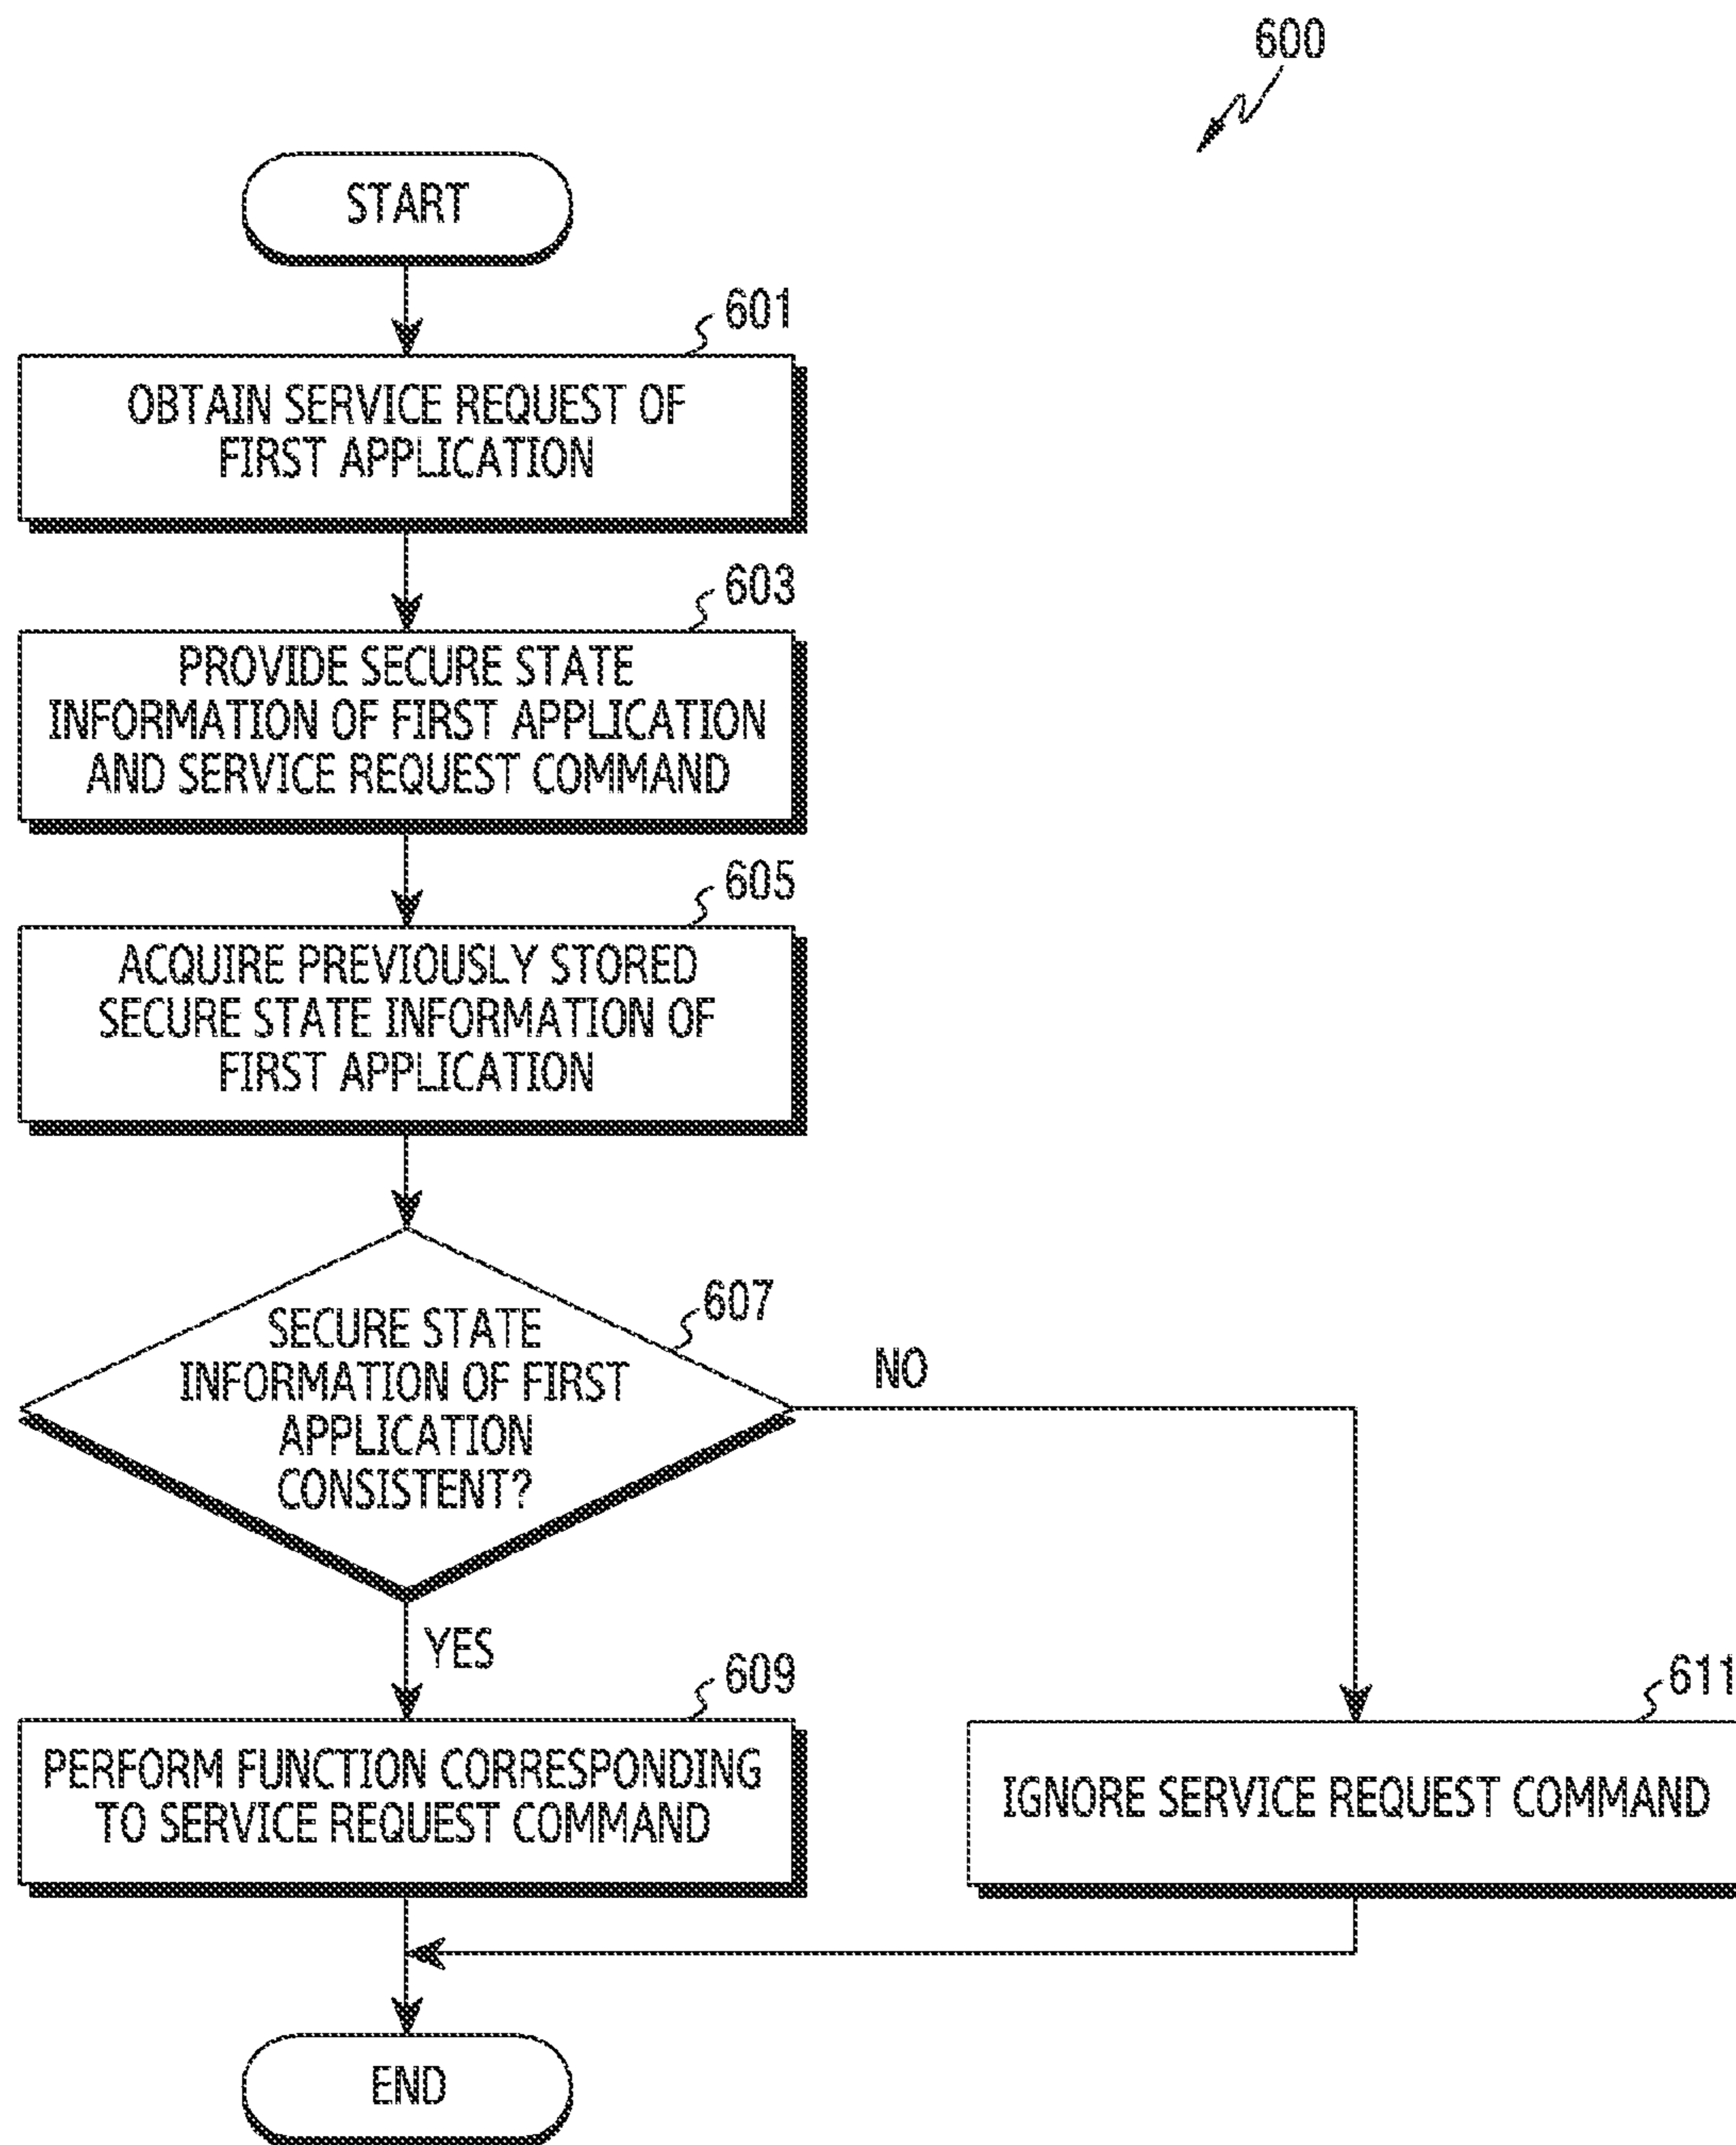 600
START
601
OBTAIN SERVICE REQUEST OF
FIRST APPLICATION
603
PROVIDE SECURE STATE
INFORMATION OF FIRST APPLICATION
AND SERVICE REQUEST COMMAND
605
ACQUIRE PREVIOUSLY STORED
SECURE STATE INFORMATION OF
FIRST APPLICATION
607
SECURE STATE
INFORMATION OF FIRST
APPLICATION
CONSISTENT?
NO
YES
609
PERFORM FUNCTION CORRESPONDING
TO SERVICE REQUEST COMMAND
611
IGNORE SERVICE REQUEST COMMAND
END